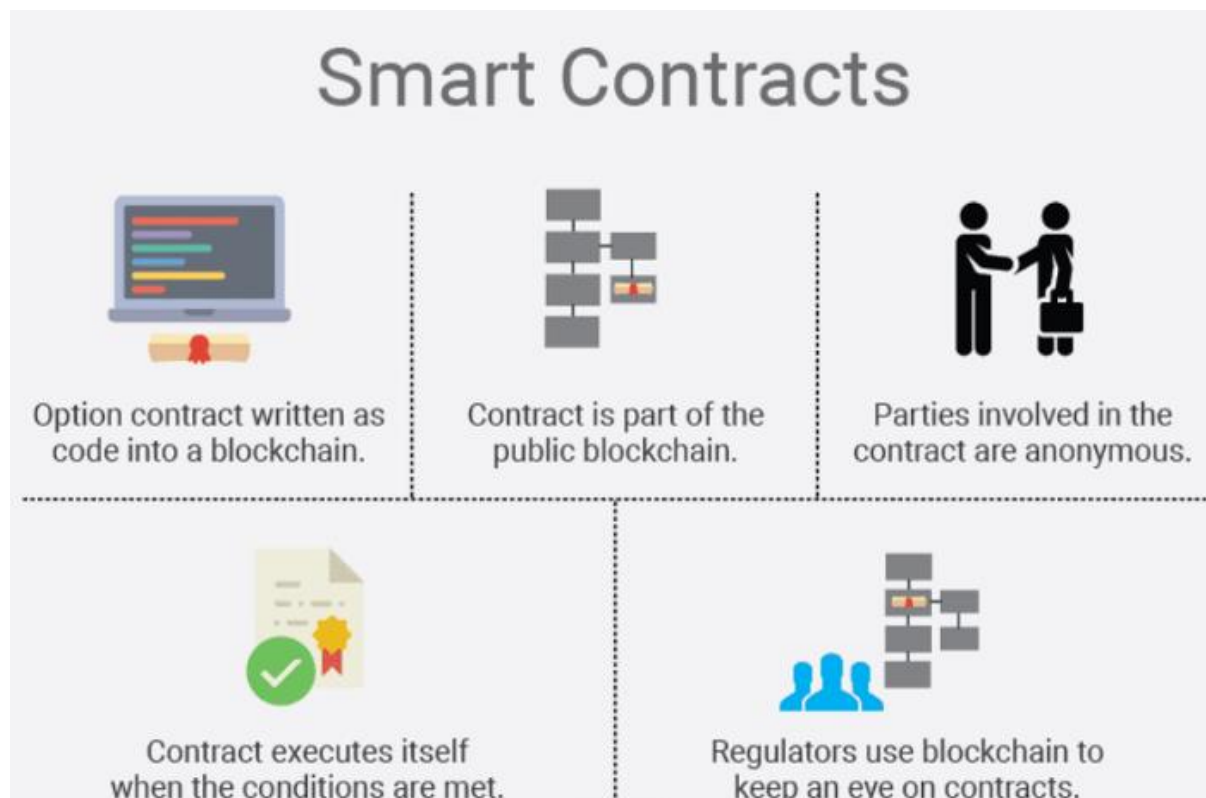 Smart Contracts
Option contract written as
code into a blockchain.
Contract is part of the
public blockchain.
Parties involved in the
contract are anonymous.
Contract executes itself
when the conditions are met.
Regulators use blockchain to
keep an eye on contracts.